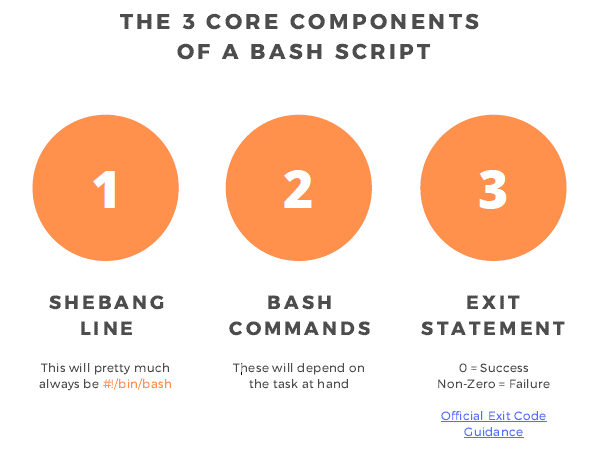 THE 3 CORE COMPONENTS
OF A BASH SCRIPT
1
2
3
SHEBANG
LINE
This will pretty much
always be #!/bin/bash
BASH
COMMANDS
These will depend on
the task at hand
EXIT
STATEMENT
0 = Success
Non-Zero = Failure
Official Exit Code
Guidance